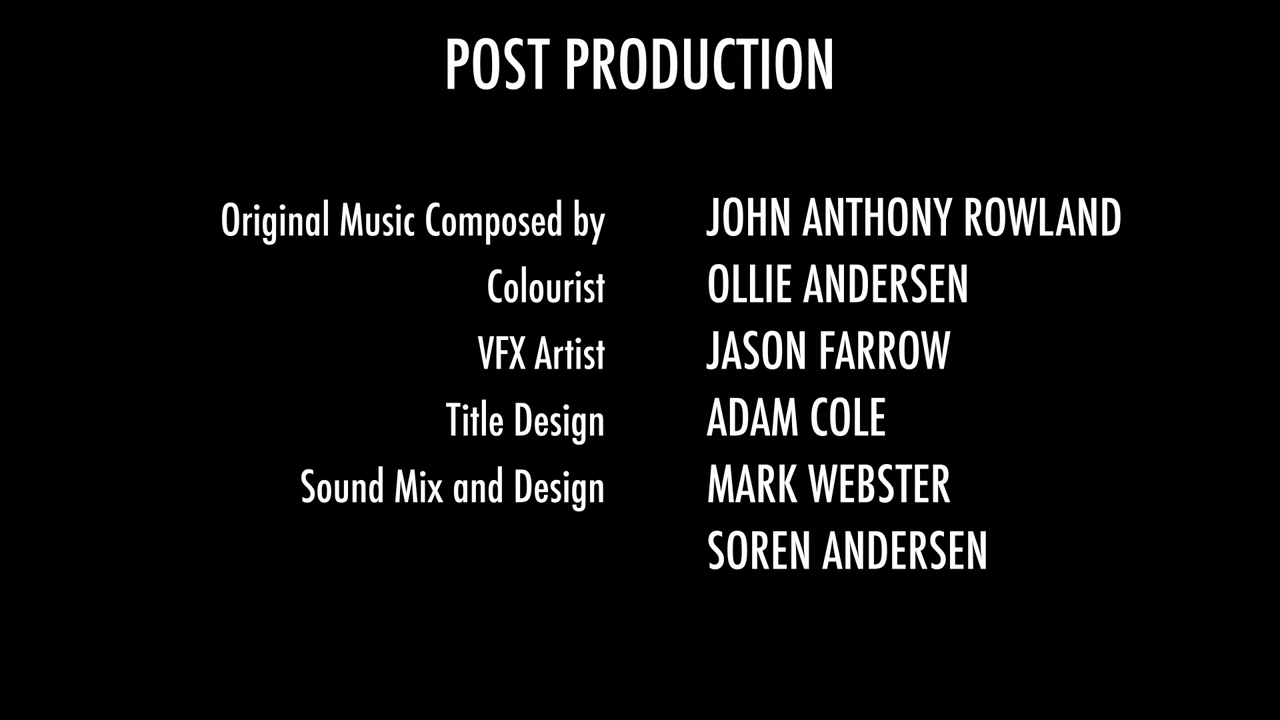 POST PRODUCTION
Original Music Composed by JOHN ANTHONY ROWLAND
Colourist OLLIE ANDERSEN
VFX Artist JASON FARROW
Title Design ADAM COLE
Sound Mix and Design MARK WEBSTER
SOREN ANDERSEN